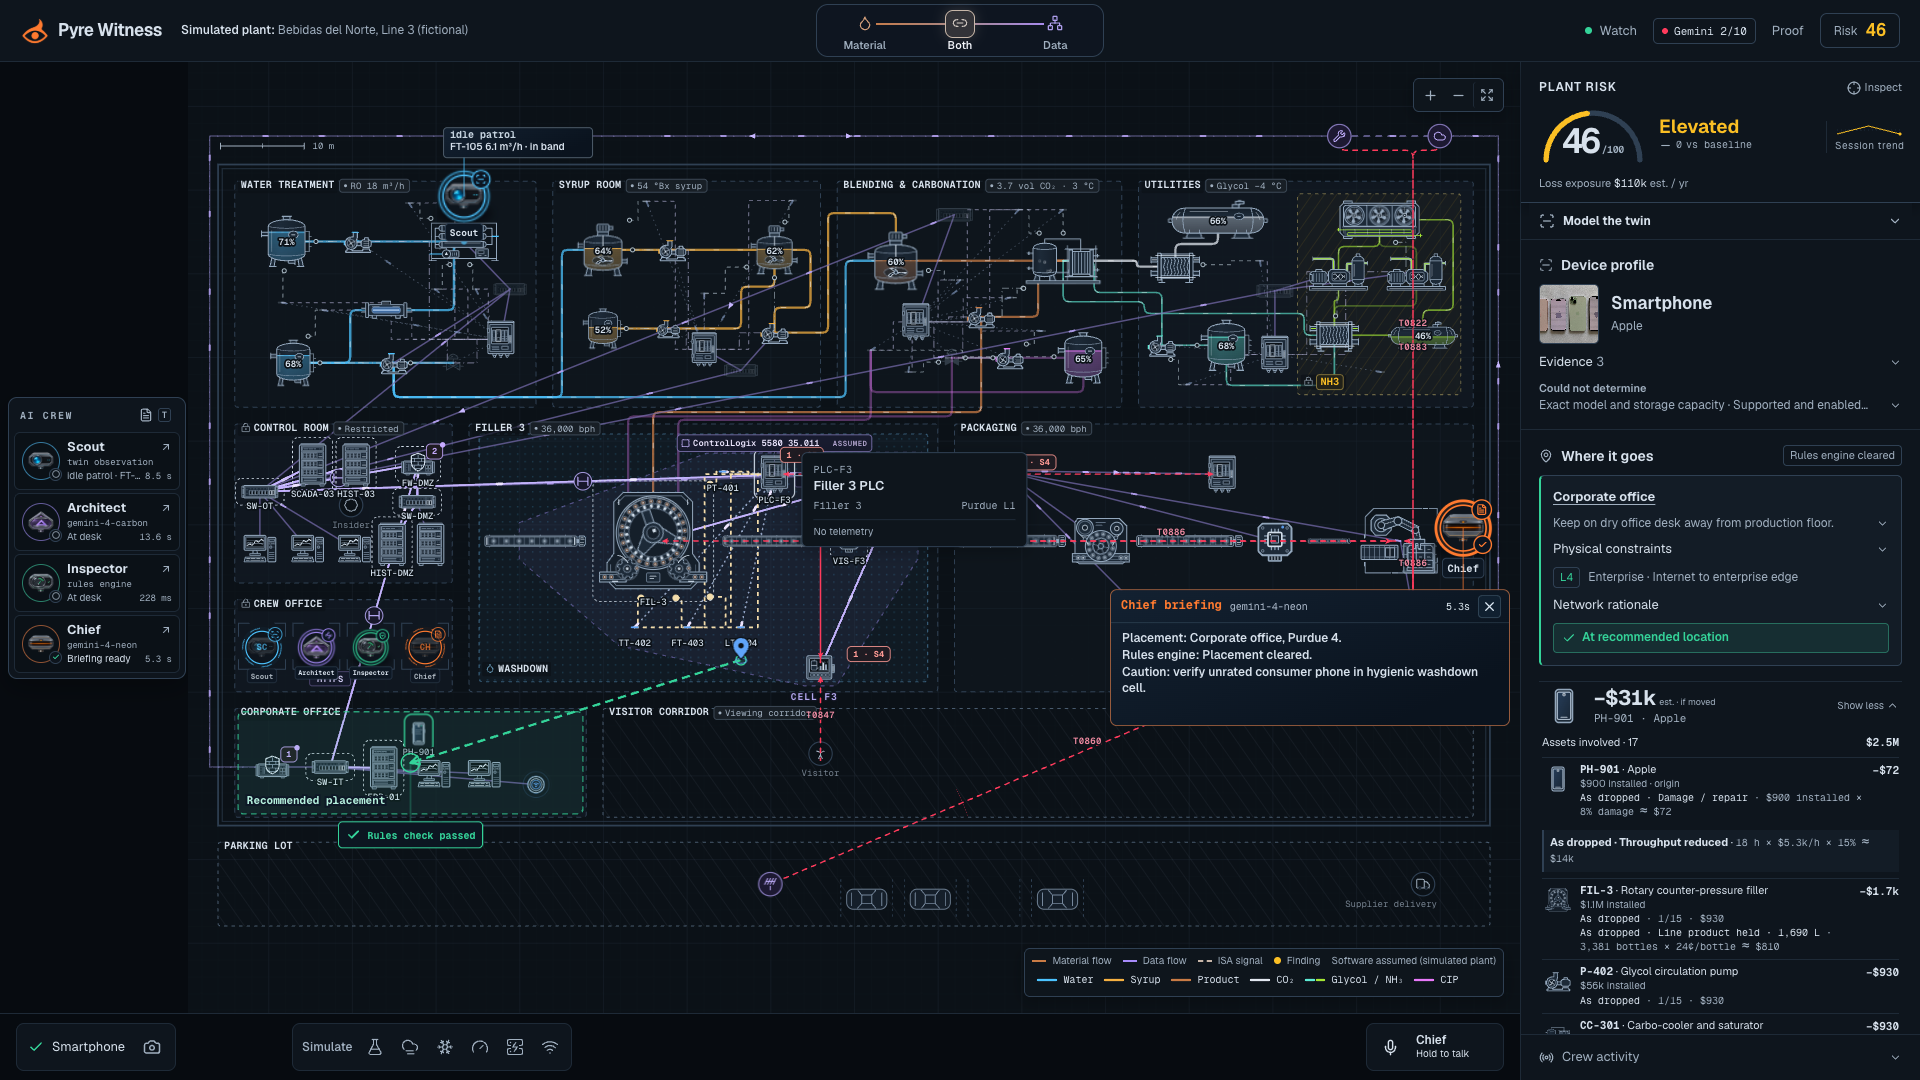 Pyre Witness
Simulated plant: Bebidas del Norte, Line 3 (fictional)
Material
Both
Data
Watch
Gemini 2/10
Proof
Risk 46
10 m
idle patrol
FT-105 6.1 m³/h · in band
Scout
WATER TREATMENT
RO 18 m³/h
71%
68%
SYRUP ROOM
54 °Bx syrup
64%
62%
52%
BLENDING & CARBONATION
3.7 vol CO₂ · 3 °C
60%
65%
UTILITIES
Glycol −4 °C
66%
68%
T0822
46%
T0883
NH3
AI CREW
T
Scout
twin observation
Idle patrol · FT-… 8.5 s
Architect
gemini-4-carbon
At desk 13.6 s
Inspector
rules engine
At desk 228 ms
Chief
gemini-4-neon
Briefing ready 5.3 s
CONTROL ROOM
Restricted
SCADA-03
HIST-03
FW-DMZ
2
SW-OT
SW-DMZ
Insider
HIST-DMZ
FILLER 3
36,000 bph
ControlLogix 5580 35.011 ASSUMED
PT-401
PLC-F3
PLC-F3
Filler 3 PLC
Filler 3 Purdue L1
No telemetry
VIS-F3
FIL-3
TT-402
FT-403
WASHDOWN
1 · S4
CELL F3
PACKAGING
36,000 bph
· S4
T0886
T0886
Chief
CREW OFFICE
SC
CH
Scout
Architect
Inspector
Chief
CORPORATE OFFICE
1
SW-IT
PH-901
Recommended placement
Rules check passed
VISITOR CORRIDOR
Viewing corridor
T0847
Visitor
T0860
Chief briefing gemini-4-neon 5.3s
Placement: Corporate office, Purdue 4.
Rules engine: Placement cleared.
Caution: verify unrated consumer phone in hygienic washdown
cell.
PARKING LOT
Supplier delivery
Material flow Data flow ISA signal Finding Software assumed (simulated plant)
Water Syrup Product CO₂ Glycol / NH₃ CIP
Smartphone
Simulate
Chief
Hold to talk
PLANT RISK
Inspect
46 /100
Elevated
— 0 vs baseline
Session trend
Loss exposure $110k est. / yr
Model the twin
Device profile
Smartphone
Apple
Evidence 3
Could not determine
Exact model and storage capacity · Supported and enabled…
Where it goes
Rules engine cleared
Corporate office
Keep on dry office desk away from production floor.
Physical constraints
L4 Enterprise · Internet to enterprise edge
Network rationale
At recommended location
−$31k est. · if moved
PH-901 · Apple
Show less
Assets involved · 17 $2.5M
PH-901 · Apple −$72
$900 installed · origin
As dropped · Damage / repair · $900 installed ×
8% damage ≈ $72
As dropped · Throughput reduced · 18 h × $5.3k/h × 15% ≈
$14k
FIL-3 · Rotary counter-pressure filler −$1.7k
$1.1M installed
As dropped · 1/15 · $930
As dropped · Line product held · 1,690 L ·
3,381 bottles × 24¢/bottle ≈ $810
P-402 · Glycol circulation pump −$930
$56k installed
As dropped · 1/15 · $930
CC-301 · Carbo-cooler and saturator −$930
Crew activity